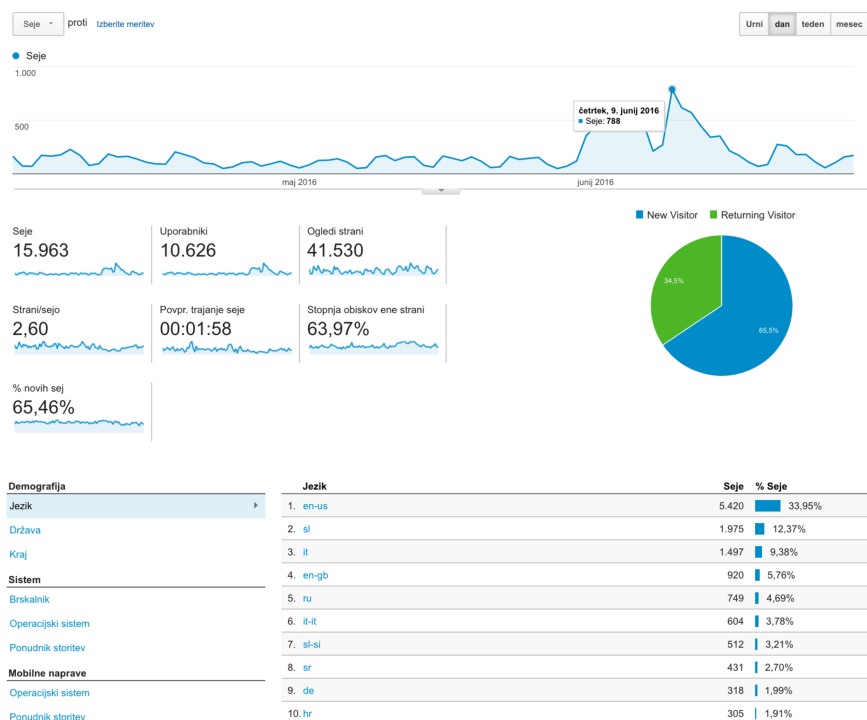 Seje proti Izberite meritev Urni dan teden mesec
Seje
1.000
četrtek, 9. junij 2016
Seje: 788
500
maj 2016 junij 2016
New Visitor Returning Visitor
Seje Uporabniki Ogledi strani
15.963 10.626 41.530
34,5%
65,5%
Strani/sejo Povpr. trajanje seje Stopnja obiskov ene strani
2,60 00:01:58 63,97%
% novih sej
65,46%
Demografija Jezik Seje % Seje
Jezik 1. en-us 5.420 33,95%
Država 2. sl 1.975 12,37%
Kraj 3. it 1.497 9,38%
Sistem 4. en-gb 920 5,76%
Brskalnik 5. ru 749 4,69%
Operacijski sistem 6. it-it 604 3,78%
Ponudnik storitev 7. sl-si 512 3,21%
Mobilne naprave 8. sr 431 2,70%
Operacijski sistem 9. de 318 1,99%
Ponudnik storitev 10. hr 305 1,91%